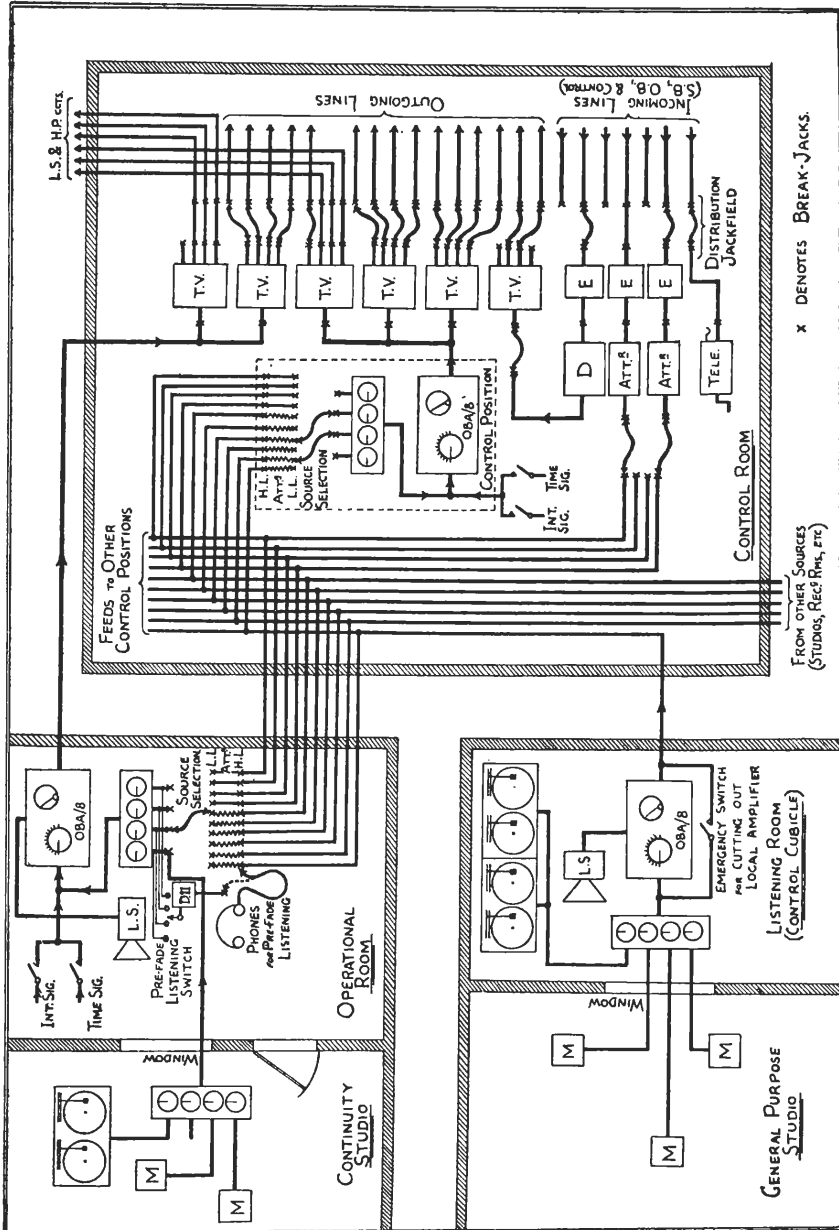 CONTINUITY
STUDIO
M
M
WINDOW
OPERATIONAL
ROOM
INT. SIG.
TIME SIG.
OBA/8
L.S.
PRE-FADE
LISTENING
SWITCH
D11
PHONES
FOR PRE-FADE
LISTENING
SOURCE
SELECTION
L.L.
ATT.R
H.L.
GENERAL PURPOSE
STUDIO
M
M
M
WINDOW
LISTENING ROOM
(CONTROL CUBICLE)
L.S
OBA/8
EMERGENCY SWITCH
FOR CUTTING OUT
LOCAL AMPLIFIER
FEEDS TO OTHER
CONTROL POSITIONS
FROM OTHER SOURCES
(STUDIOS, REC.G RMS, ETC
CONTROL ROOM
H.L.
ATT.R
L.L.
SOURCE
SELECTION
OBA/8
CONTROL POSITION
INT.
SIG.
TIME
SIG.
L.S. & H.P. CCTS.
T.V.
T.V.
T.V.
T.V.
T.V.
T.V.
OUTGOING LINES
D
E
ATT.R
E
ATT.R
E
TELE.
DISTRIBUTION
JACKFIELD
INCOMING LINES
(S.B., O.B., & CONTROL)
x DENOTES BREAK-JACKS.